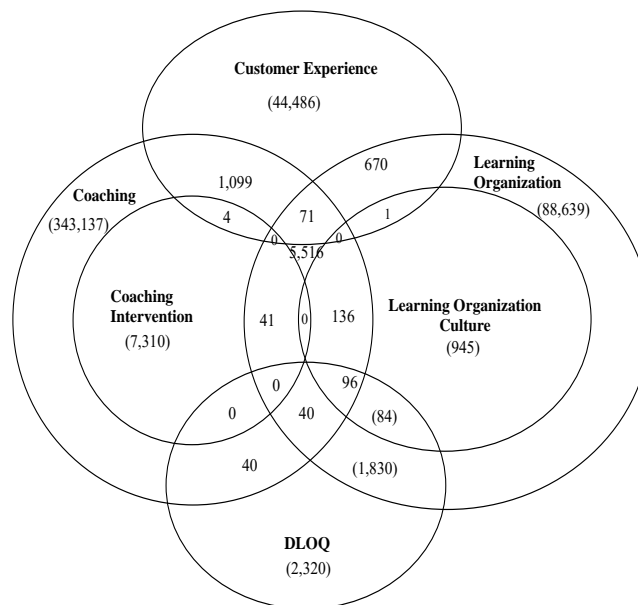 Customer Experience
(44,486)
670
Learning
Organization
(88,639)
1,099
Coaching
(343,137)
4
71
1
0
0
5,516
Coaching
Intervention
(7,310)
41
0
136
Learning Organization
Culture
(945)
0
96
0
40
(84)
40
(1,830)
DLOQ
(2,320)